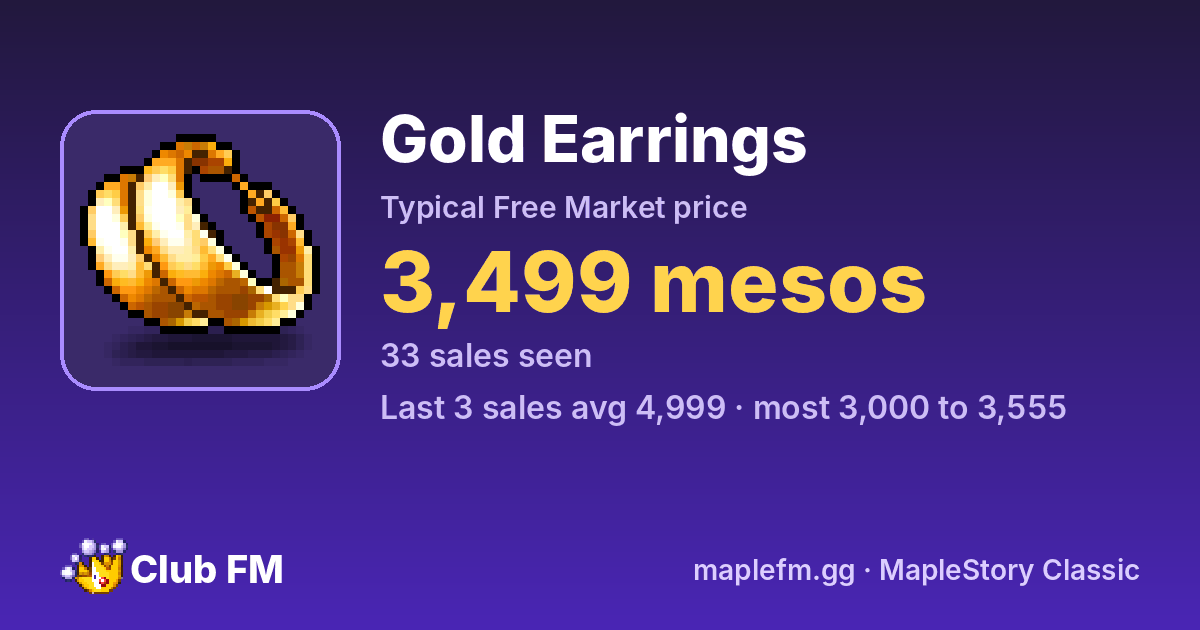 Gold Earrings
Typical Free Market price
3,499 mesos
33 sales seen
Last 3 sales avg 4,999 · most 3,000 to 3,555
Club FM
maplefm.gg · MapleStory Classic